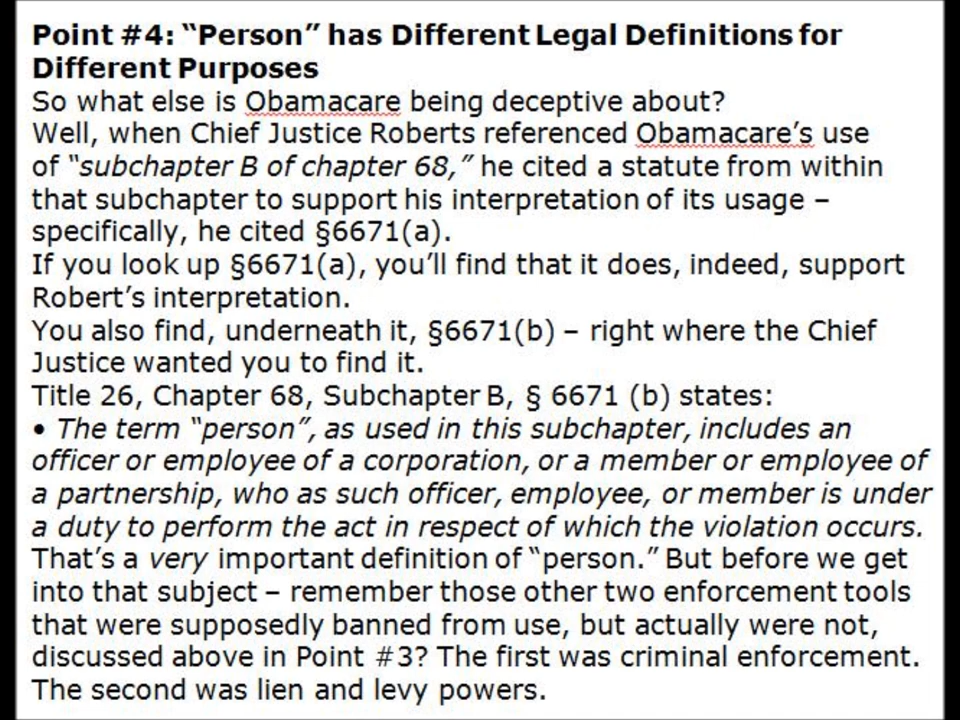 Point #4: “Person” has Different Legal Definitions for
Different Purposes
So what else is Obamacare being deceptive about?
Well, when Chief Justice Roberts referenced Obamacare’s use
of “subchapter B of chapter 68,” he cited a statute from within
that subchapter to support his interpretation of its usage –
specifically, he cited §6671(a).
If you look up §6671(a), you’ll find that it does, indeed, support
Robert’s interpretation.
You also find, underneath it, §6671(b) – right where the Chief
Justice wanted you to find it.
Title 26, Chapter 68, Subchapter B, § 6671 (b) states:
• The term “person”, as used in this subchapter, includes an
officer or employee of a corporation, or a member or employee of
a partnership, who as such officer, employee, or member is under
a duty to perform the act in respect of which the violation occurs.
That’s a very important definition of “person.” But before we get
into that subject – remember those other two enforcement tools
that were supposedly banned from use, but actually were not,
discussed above in Point #3? The first was criminal enforcement.
The second was lien and levy powers.